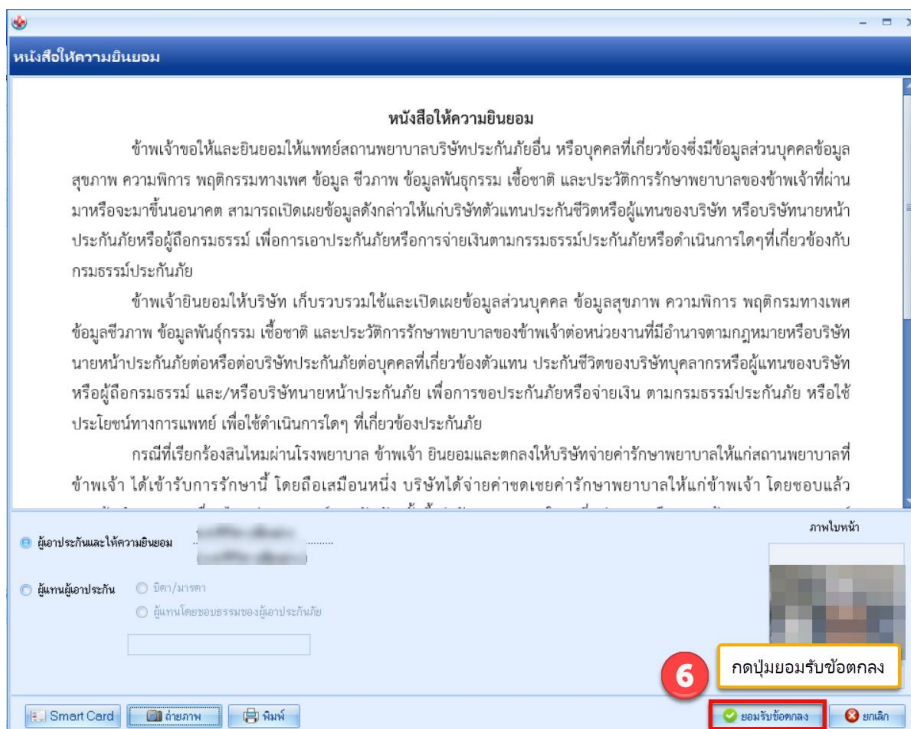 หนังสือให้ความยินยอม
หนังสือให้ความยินยอม
ข้าพเจ้าขอให้และยินยอมให้แพทย์สถานพยาบาลบริษัทประกันภัยอื่น หรือบุคคลที่เกี่ยวข้องซึ่งมีข้อมูลส่วนบุคคลข้อมูล
สุขภาพ ความพิการ พฤติกรรมทางเพศ ข้อมูล ชีวภาพ ข้อมูลพันธุกรรม เชื้อชาติ และประวัติการรักษาพยาบาลของข้าพเจ้าที่ผ่าน
มาหรือจะมาขึ้นนอนาคต สามารถเปิดเผยข้อมูลดังกล่าวให้แก่บริษัทตัวแทนประกันชีวิตหรือผู้แทนของบริษัท หรือบริษัทนายหน้า
ประกันภัยหรือผู้ถือกรมธรรม์ เพื่อการเอาประกันภัยหรือการจ่ายเงินตามกรรมธรรม์ประกันภัยหรือดำเนินการใดๆที่เกี่ยวข้องกับ
กรมธรรม์ประกันภัย
ข้าพเจ้ายินยอมให้บริษัท เก็บรวบรวมใช้และเปิดเผยข้อมูลส่วนบุคคล ข้อมูลสุขภาพ ความพิการ พฤติกรมทางเพศ
ข้อมูลชีวภาพ ข้อมูลพันธุ์กรรม เชื้อชาติ และประวัติการรักษาพยาบาลของข้าพเจ้าต่อหน่วยงานที่มีอำนาจตามกฎหมายหรือบริษัท
นายหน้าประกันภัยต่อหรือต่อบริษัทประกันภัยต่อบุคคลที่เกี่ยวข้องตัวแทน ประกันชีวิตของบริษัทบุคลากรหรือผู้แทนของบริษัท
หรือผู้ถือกรมธรรม์ และ/หรือบริษัทนายหน้าประกันภัย เพื่อการขอประกันภัยหรือจ่ายเงิน ตามกรมธรรม์ประกันภัย หรือใช้
ประโยชน์ทางการแพทย์ เพื่อใช้ดำเนินการใดๆ ที่เกี่ยวข้องประกันภัย
กรณีที่เรียกร้องสินไหมผ่านโรงพยาบาล ข้าพเจ้า ยินยอมและตกลงให้บริษัทจ่ายค่ารักษาพยาบาลให้แก่สถานพยาบาลที่
ข้าพเจ้า ได้เข้ารับการรักษานี้ โดยถือเสมือนหนึ่ง บริษัทได้จ่ายค่าชดเชยค่ารักษาพยาบาลให้แก่ข้าพเจ้า โดยชอบแล้ว
ภาพใบหน้า
ผู้เอาประกันและให้ความยินยอม
ผู้แทนผู้เอาประกัน
บิดา/มารดา
ผู้แทนโดยชอบธรรมของผู้เอาประกันภัย
6
กดปุ่มยอมรับข้อตกลง
Smart Card
ถ่ายภาพ
พิมพ์
ยอมรับข้อตกลง
ยกเลิก